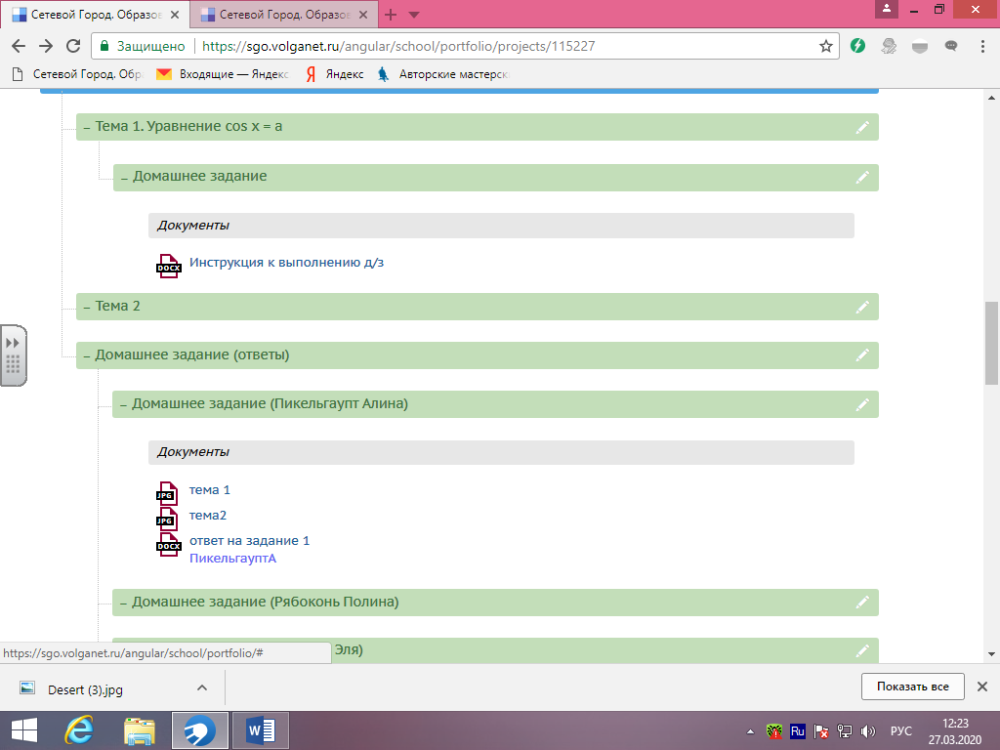 Сетевой Город. Образов
Сетевой Город. Образов
Защищено
https://sgo.volganet.ru/angular/school/portfolio/projects/115227
Сетевой Город. Обр
Входящие — Яндекс
Яндекс
Авторские мастерск
– Тема 1. Уравнение cos x = a
– Домашнее задание
Документы
DOCX
Инструкция к выполнению д/з
– Тема 2
– Домашнее задание (ответы)
– Домашнее задание (Пикельгаупт Алина)
Документы
JPG
тема 1
JPG
тема2
DOCX
ответ на задание 1
ПикельгауптА
– Домашнее задание (Рябоконь Полина)
Эля)
https://sgo.volganet.ru/angular/school/portfolio/#
Desert (3).jpg
Показать все
Ru
РУС
12:23
27.03.2020